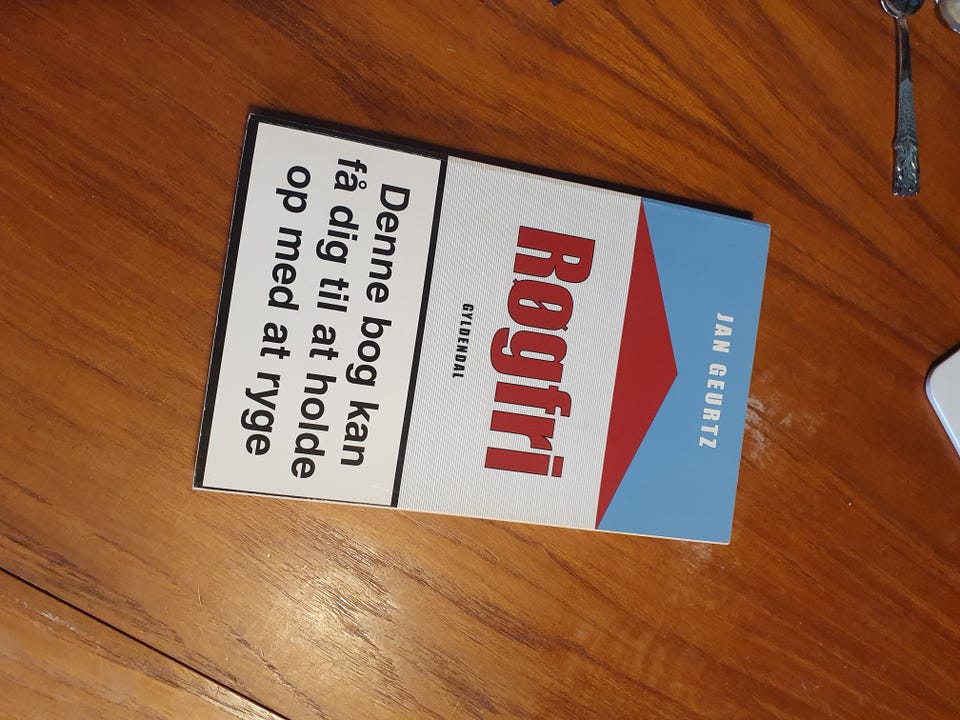 JAN GEURTZ
Røgfri
GYLDENDAL
Denne bog kan
få dig til at holde
op med at ryge